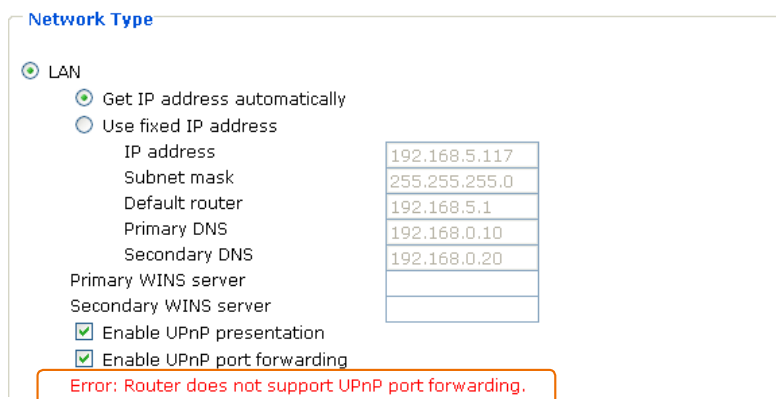 Network Type
LAN
Get IP address automatically
Use fixed IP address
IP address 192.168.5.117
Subnet mask 255.255.255.0
Default router 192.168.5.1
Primary DNS 192.168.0.10
Secondary DNS 192.168.0.20
Primary WINS server
Secondary WINS server
Enable UPnP presentation
Enable UPnP port forwarding
Error: Router does not support UPnP port forwarding.